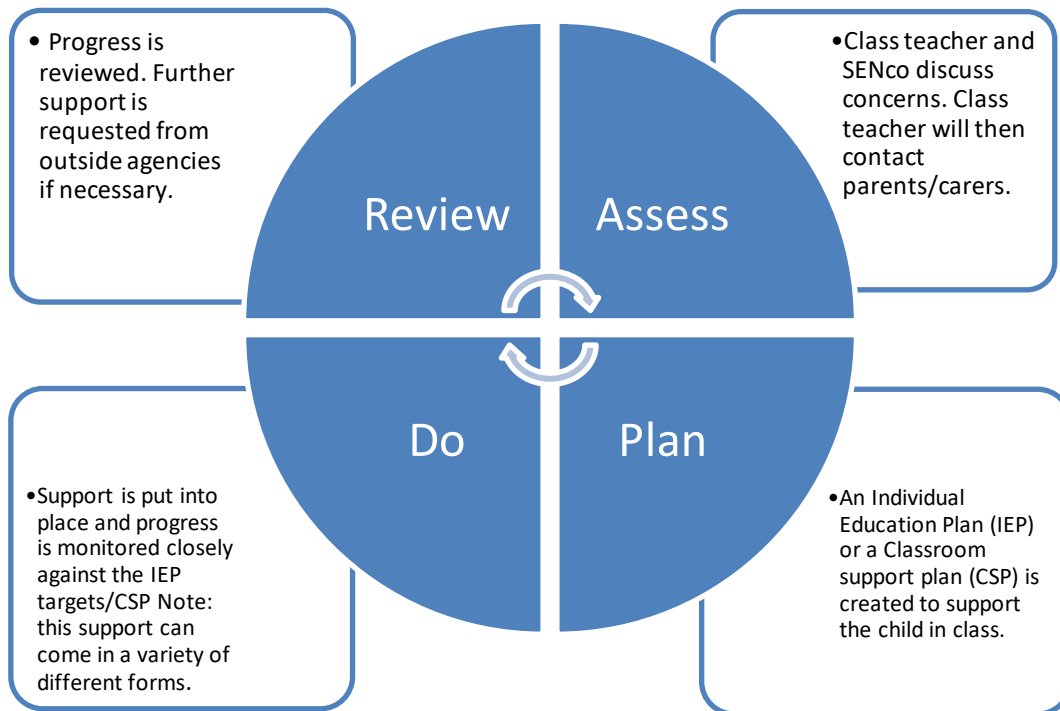 • Progress is
reviewed. Further
support is
requested from
outside agencies
if necessary.
Review
Assess
•Class teacher and
SENco discuss
concerns. Class
teacher will then
contact
parents/carers.
•Support is put into
place and progress
is monitored closely
against the IEP
targets/CSP Note:
this support can
come in a variety of
different forms.
Do
Plan
•An Individual
Education Plan (IEP)
or a Classroom
support plan (CSP) is
created to support
the child in class.